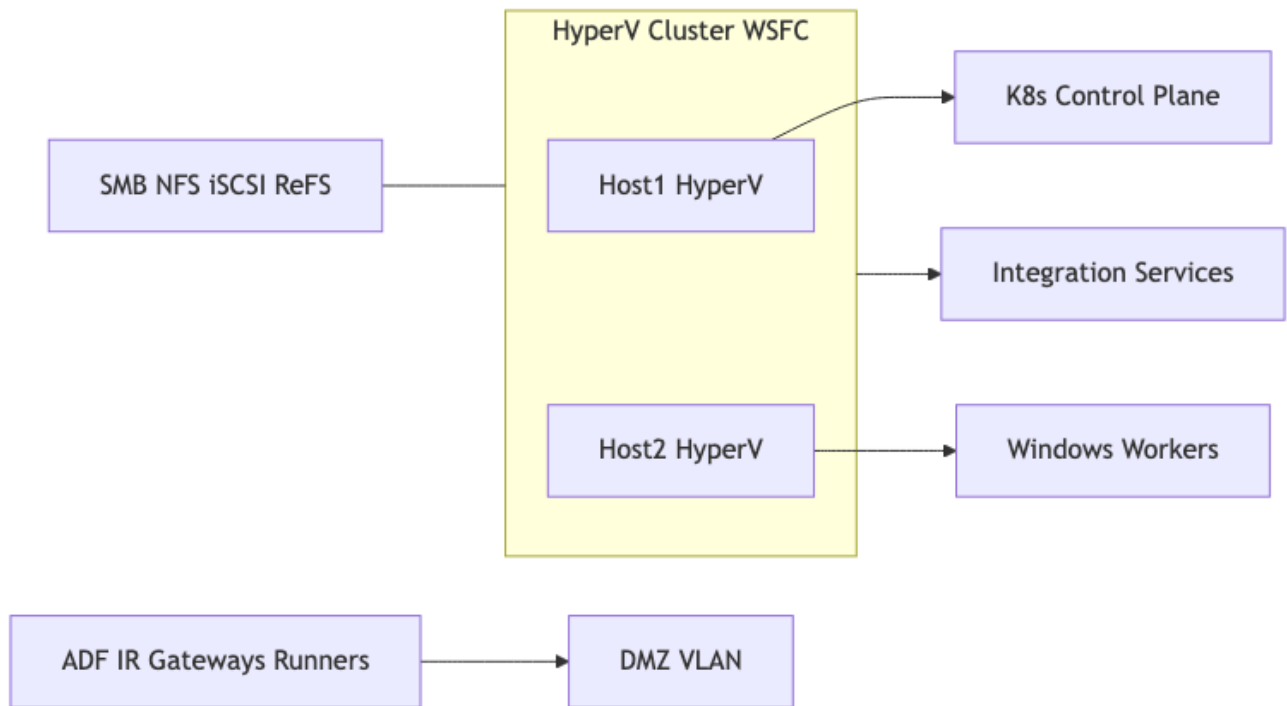 HyperV Cluster WSFC
K8s Control Plane
SMB NFS iSCSI ReFS
Host1 HyperV
Integration Services
Host2 HyperV
Windows Workers
ADF IR Gateways Runners
DMZ VLAN